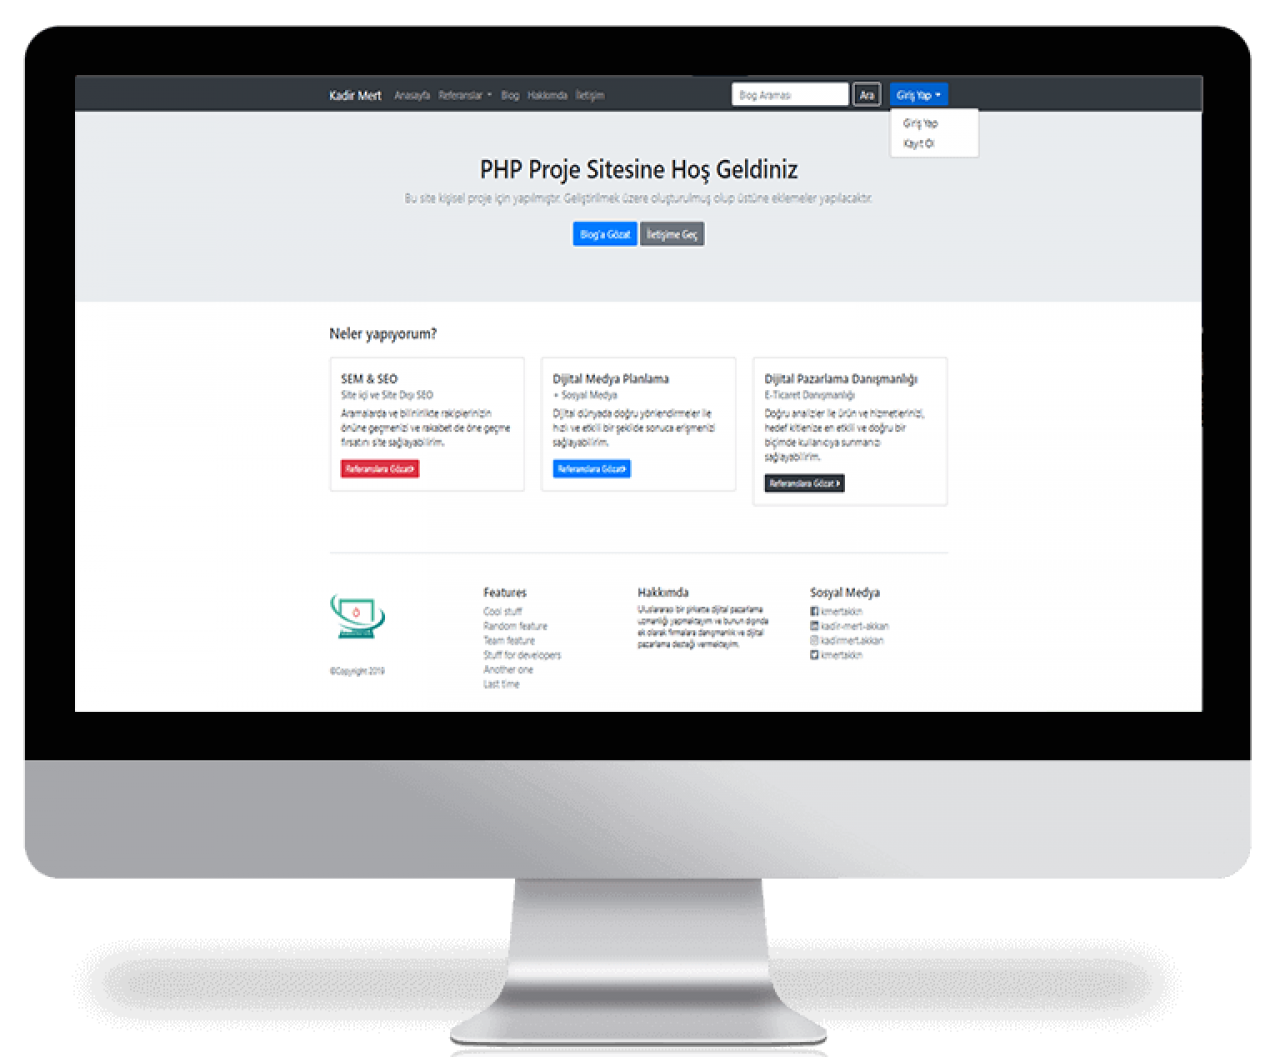 Kadir Mert Anasayfa Referanslar Blog Hakkımda İletişim Blog Araması Ara Giriş Yap
Giriş Yap
Kayıt Ol
PHP Proje Sitesine Hoş Geldiniz
Bu site kişisel proje için yapılmıştır. Geliştirilmek üzere oluşturulmuş olup üstüne eklemeler yapılacaktır.
Blog'a Gözat İletişime Geç
Neler yapıyorum?
SEM & SEO
Site içi ve Site Dışı SEO
Aramalarda ve bilinirlikte rakiplerinizin
önüne geçmenizi ve rakabet de öne geçme
fırsatını site sağlayabilirim.
Referanslara Gözat
Dijital Medya Planlama
+ Sosyal Medya
Dijital dünyada doğru yönlendirmeler ile
hızlı ve etkili bir şekilde sonuca erişmenizi
sağlayabilirim.
Referanslara Gözat
Dijital Pazarlama Danışmanlığı
E-Ticaret Danışmanlığı
Doğru analizler ile ürün ve hizmetlerinizi,
hedef kitlenize en etkili ve doğru bir
biçimde kullanıcıya sunmanızı
sağlayabilirim.
Referanslara Gözat
©Copyright 2019
Features
Cool stuff
Random feature
Team feature
Stuff for developers
Another one
Last time
Hakkımda
Uluslararası bir şirkette dijital pazarlama
uzmanlığı yapmaktayım ve bunun dışında
ek olarak firmalara danışmanlık ve dijital
pazarlama desteği vermekteyim.
Sosyal Medya
kmertakkn
kadir-mert-akkan
kadirmert.akkan
kmertakkn